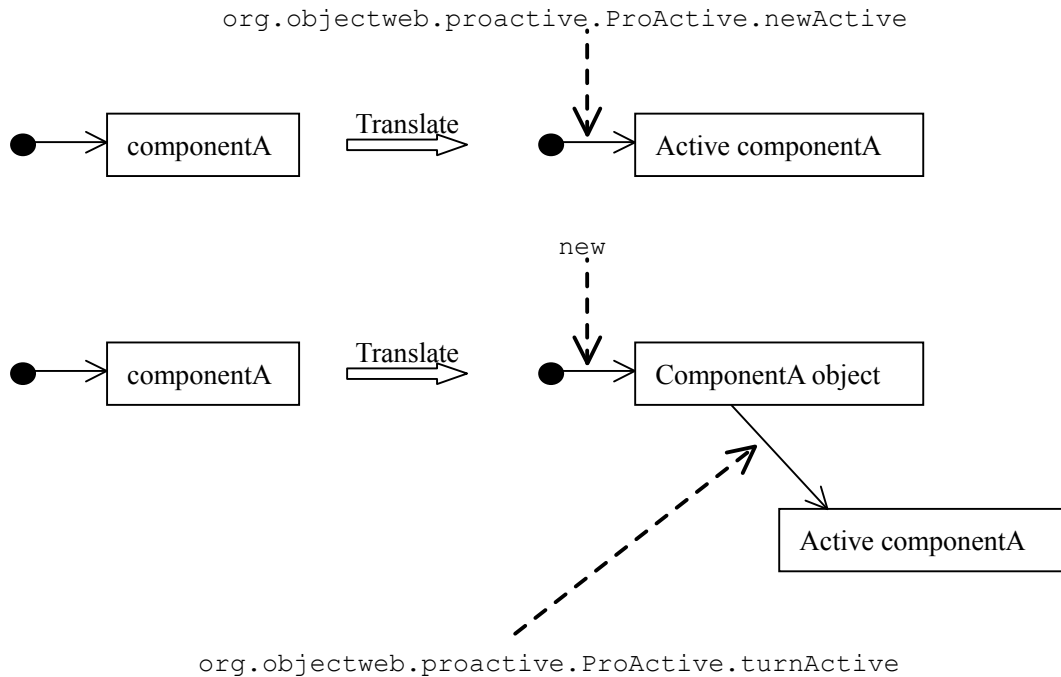 org.objectweb.proactive.ProActive.newActive
componentA
Translate
Active componentA
new
componentA
Translate
ComponentA object
Active componentA
org.objectweb.proactive.ProActive.turnActive